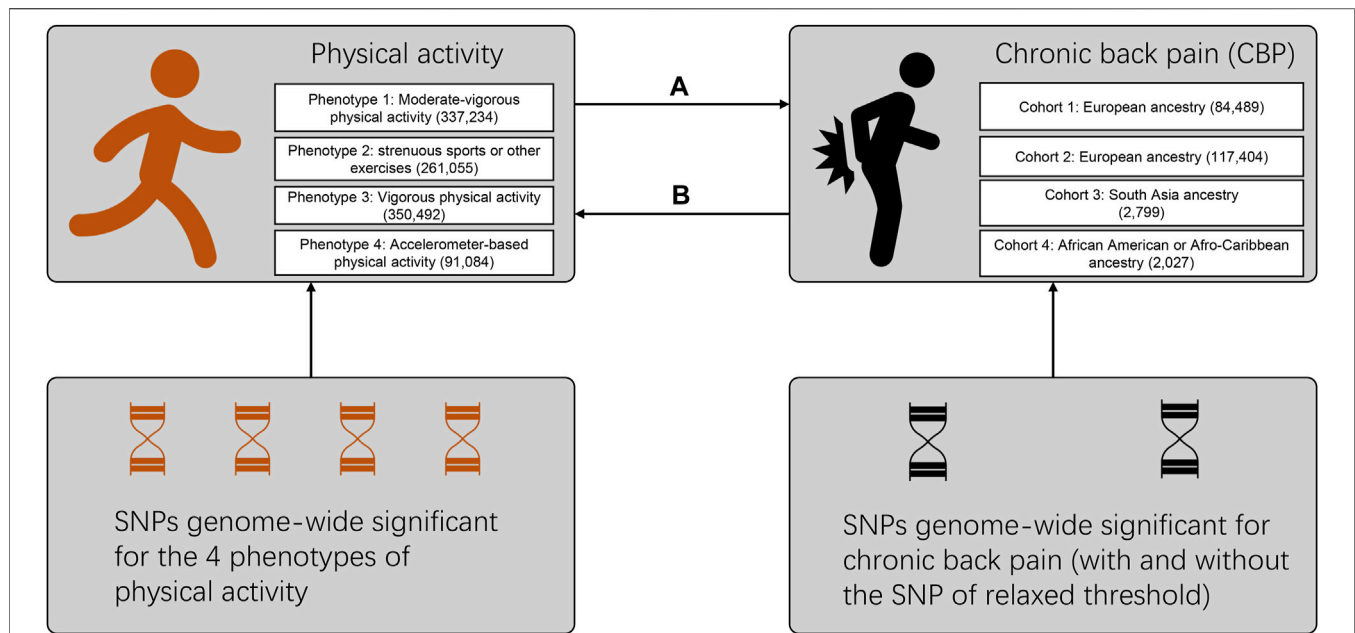 Physical activity
Phenotype 1: Moderate-vigorous
physical activity (337,234)
Phenotype 2: strenuous sports or other
exercises (261,055)
Phenotype 3: Vigorous physical activity
(350,492)
Phenotype 4: Accelerometer-based
physical activity (91,084)
A
B
Chronic back pain (CBP)
Cohort 1: European ancestry (84,489)
Cohort 2: European ancestry (117,404)
Cohort 3: South Asia ancestry
(2,799)
Cohort 4: African American or Afro-Caribbean
ancestry (2,027)
SNPs genome-wide significant
for the 4 phenotypes of
physical activity
SNPs genome-wide significant for
chronic back pain (with and without
the SNP of relaxed threshold)